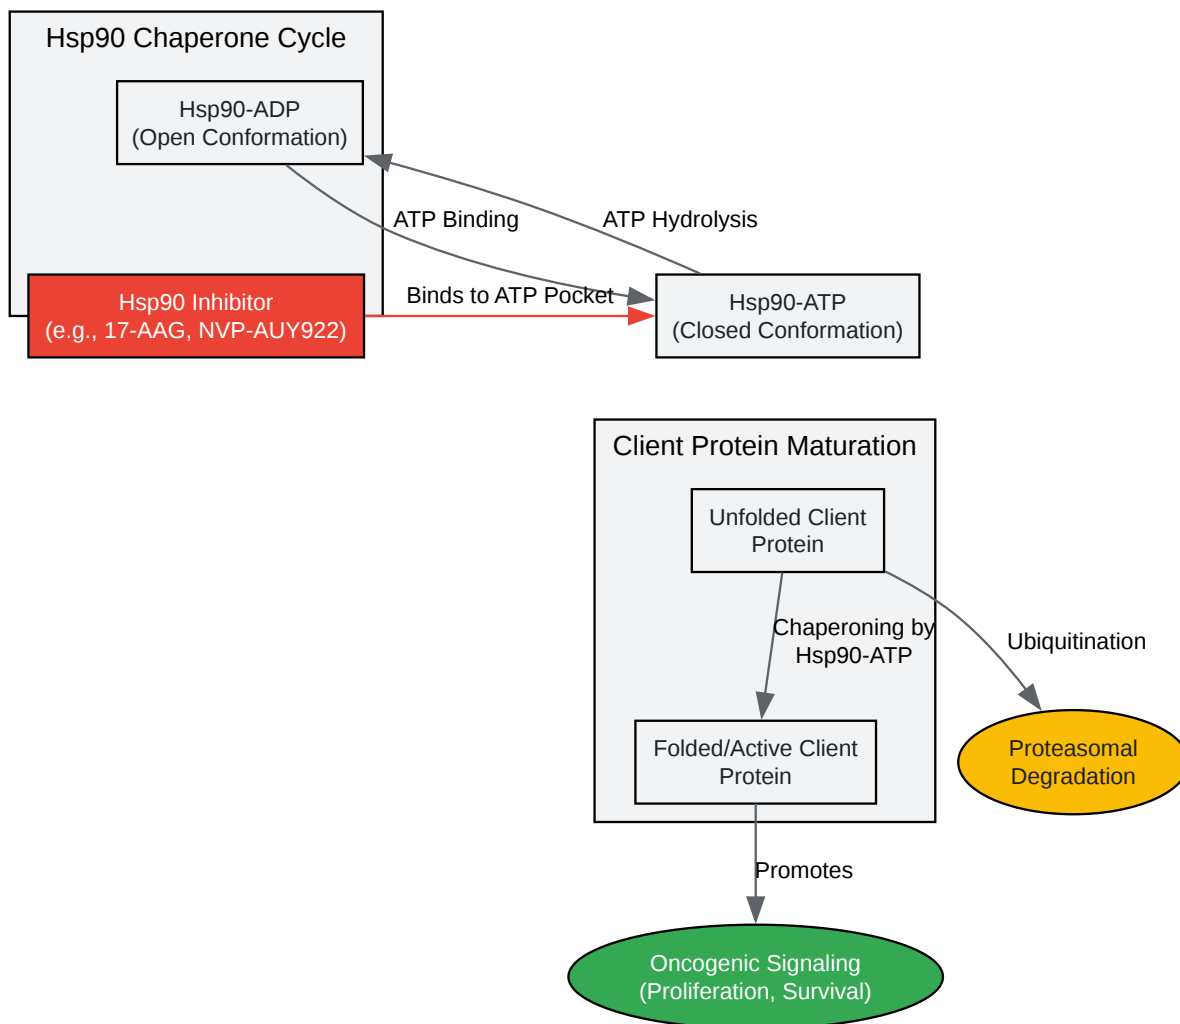 Hsp90 Chaperone Cycle
Hsp90-ADP
(Open Conformation)
ATP Binding
ATP Hydrolysis
Hsp90 Inhibitor
(e.g., 17-AAG, NVP-AUY922)
Binds to ATP Pocket
Hsp90-ATP
(Closed Conformation)
Client Protein Maturation
Unfolded Client
Protein
Chaperoning by
Hsp90-ATP
Ubiquitination
Folded/Active Client
Protein
Proteasomal
Degradation
Promotes
Oncogenic Signaling
(Proliferation, Survival)